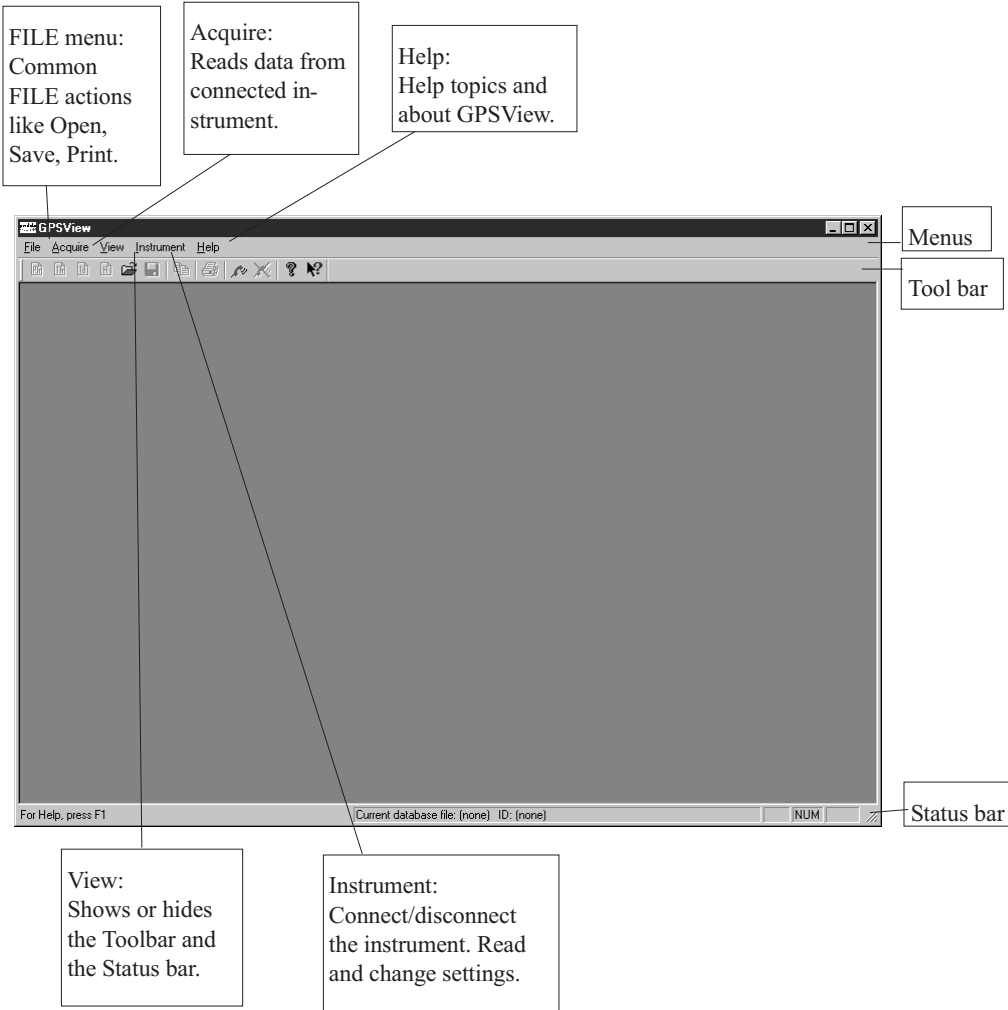 FILE menu:
Common
FILE actions
like Open,
Save, Print.
Acquire:
Reads data from
connected in-
strument.
Help:
Help topics and
about GPSView.
GPSView
File Acquire View Instrument Help
Menus
Tool bar
For Help, press F1
Current database file: (none) ID: (none)
NUM
Status bar
View:
Shows or hides
the Toolbar and
the Status bar.
Instrument:
Connect/disconnect
the instrument. Read
and change settings.